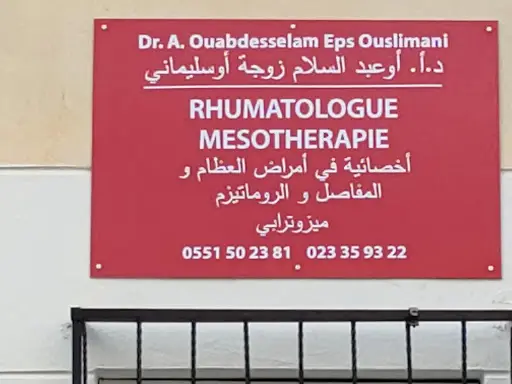 Dr. A. Ouabdesselam Eps Ouslimani
د.أ. أوعبد السلام زوجة أوسليماني
RHUMATOLOGUE
MESOTHERAPIE
أخصائية في أمراض العظام و
المفاصل و الروماتيزم
ميزوترابي
0551 50 23 81 023 35 93 22